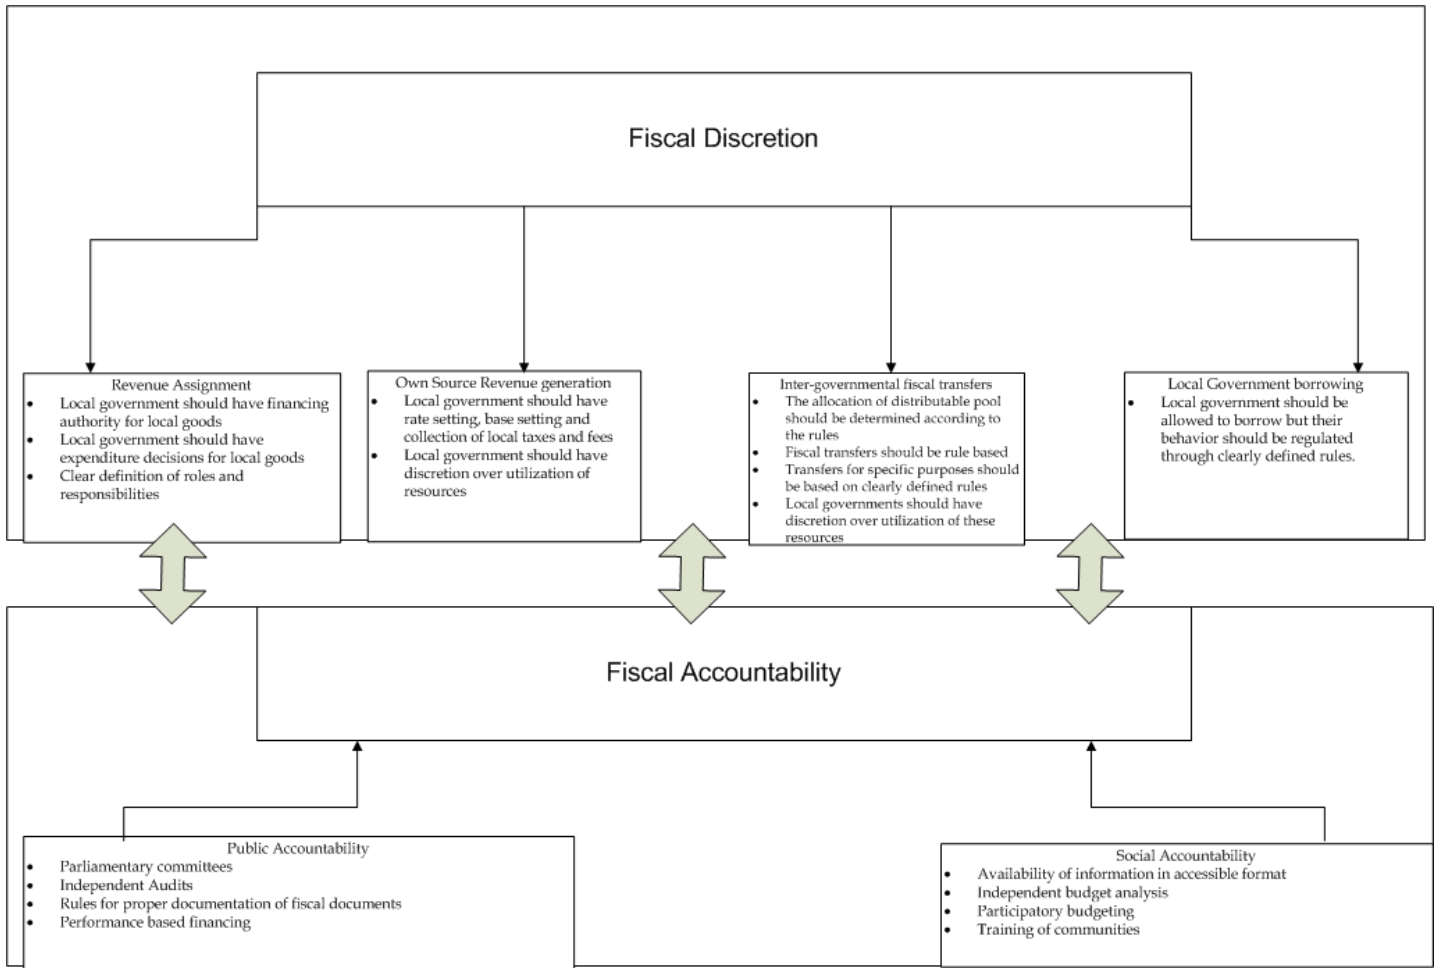 Fiscal Discretion
Revenue Assignment
• Local government should have financing
authority for local goods
• Local government should have
expenditure decisions for local goods
• Clear definition of roles and
responsibilities
Own Source Revenue generation
• Local government should have
rate setting, base setting and
collection of local taxes and fees
• Local government should have
discretion over utilization of
resources
Inter-governmental fiscal transfers
• The allocation of distributable pool
should be determined according to
the rules
• Fiscal transfers should be rule based
• Transfers for specific purposes should
be based on clearly defined rules
• Local governments should have
discretion over utilization of these
resources
Local Government borrowing
• Local government should be
allowed to borrow but their
behavior should be regulated
through clearly defined rules.
Fiscal Accountability
Public Accountability
• Parliamentary committees
• Independent Audits
• Rules for proper documentation of fiscal documents
• Performance based financing
Social Accountability
• Availability of information in accessible format
• Independent budget analysis
• Participatory budgeting
• Training of communities